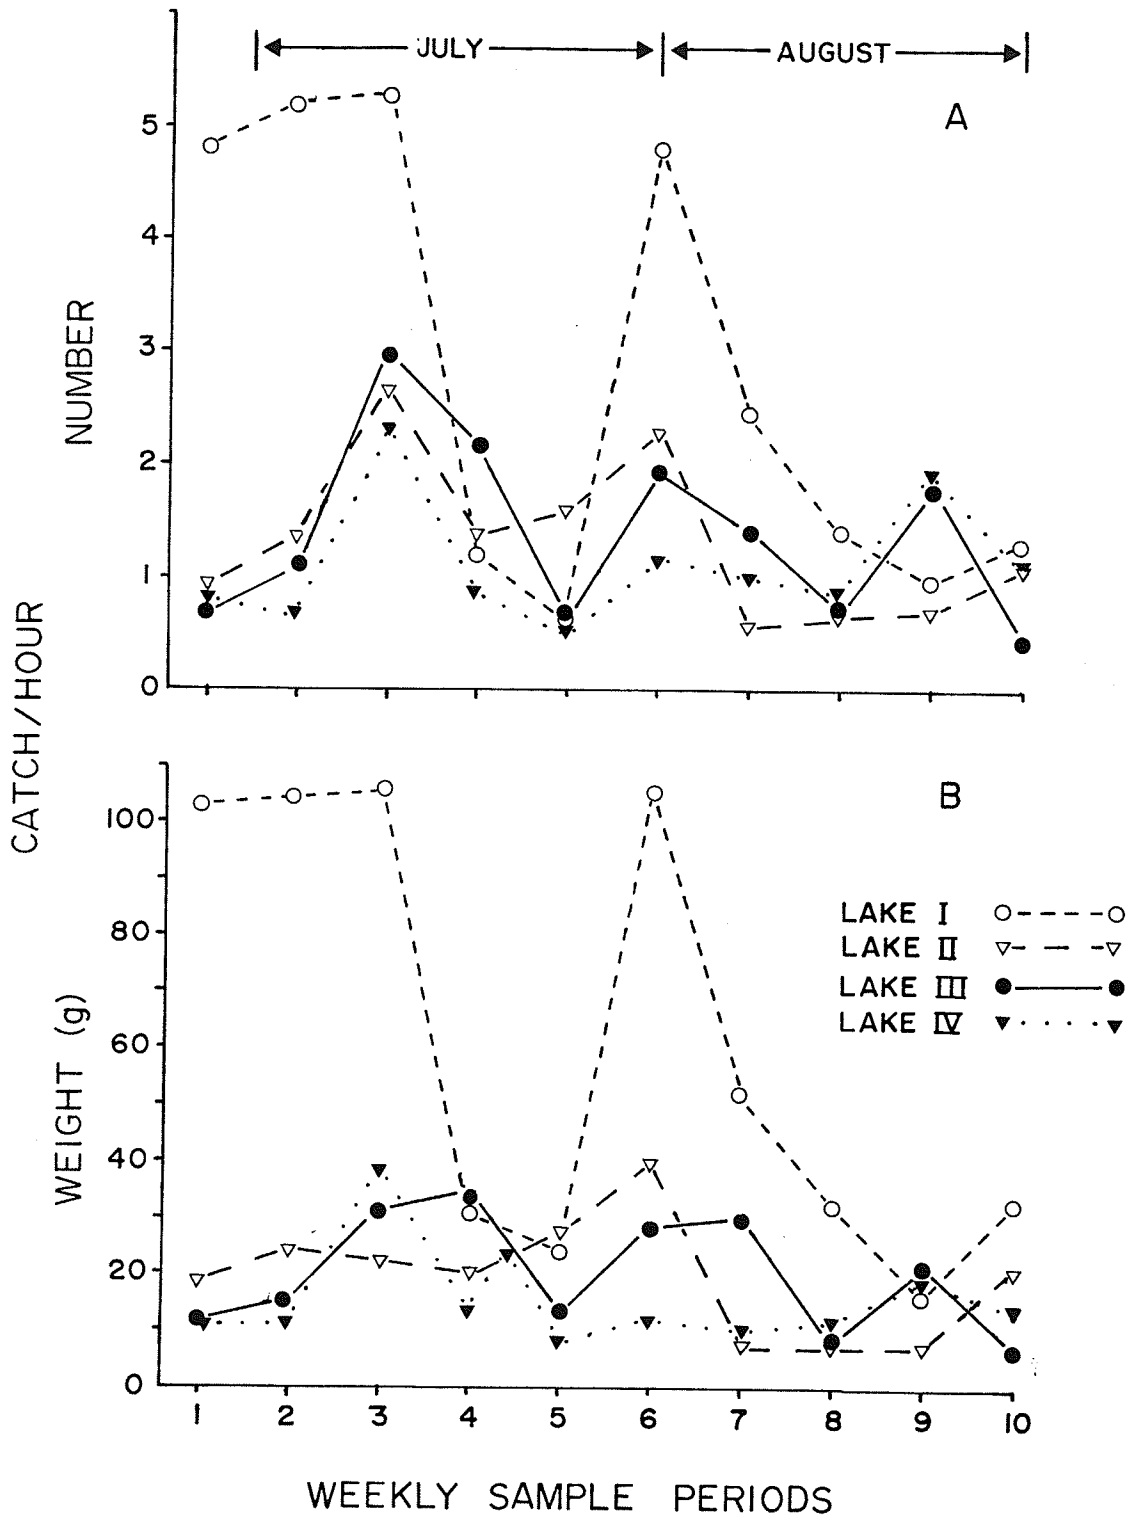 JULY AUGUST
A
5
4
3
2
1
0
NUMBER
CATCH/HOUR
B
100
80
60
40
20
0
WEIGHT (g)
LAKE I
LAKE II
LAKE III
LAKE IV
1 2 3 4 5 6 7 8 9 10
WEEKLY SAMPLE PERIODS